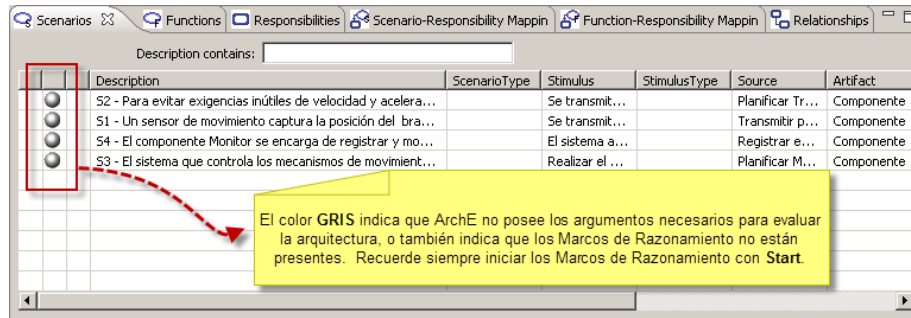 Scenarios Functions Responsibilities Scenario-Responsibility Mappin Function-Responsibility Mappin Relationships
Description contains:
Description ScenarioType Stimulus StimulusType Source Artifact
S2 - Para evitar exigencias inútiles de velocidad y acelera... Se transmit... Planificar Tr... Componente
S1 - Un sensor de movimiento captura la posición del bra... Se transmit... Transmitir p... Componente
S4 - El componente Monitor se encarga de registrar y mo... El sistema a... Registrar e... Componente
S3 - El sistema que controla los mecanismos de movimient... Realizar el ... Planificar M... Componente
El color GRIS indica que ArchE no posee los argumentos necesarios para evaluar
la arquitectura, o también indica que los Marcos de Razonamiento no están
presentes. Recuerde siempre iniciar los Marcos de Razonamiento con Start.